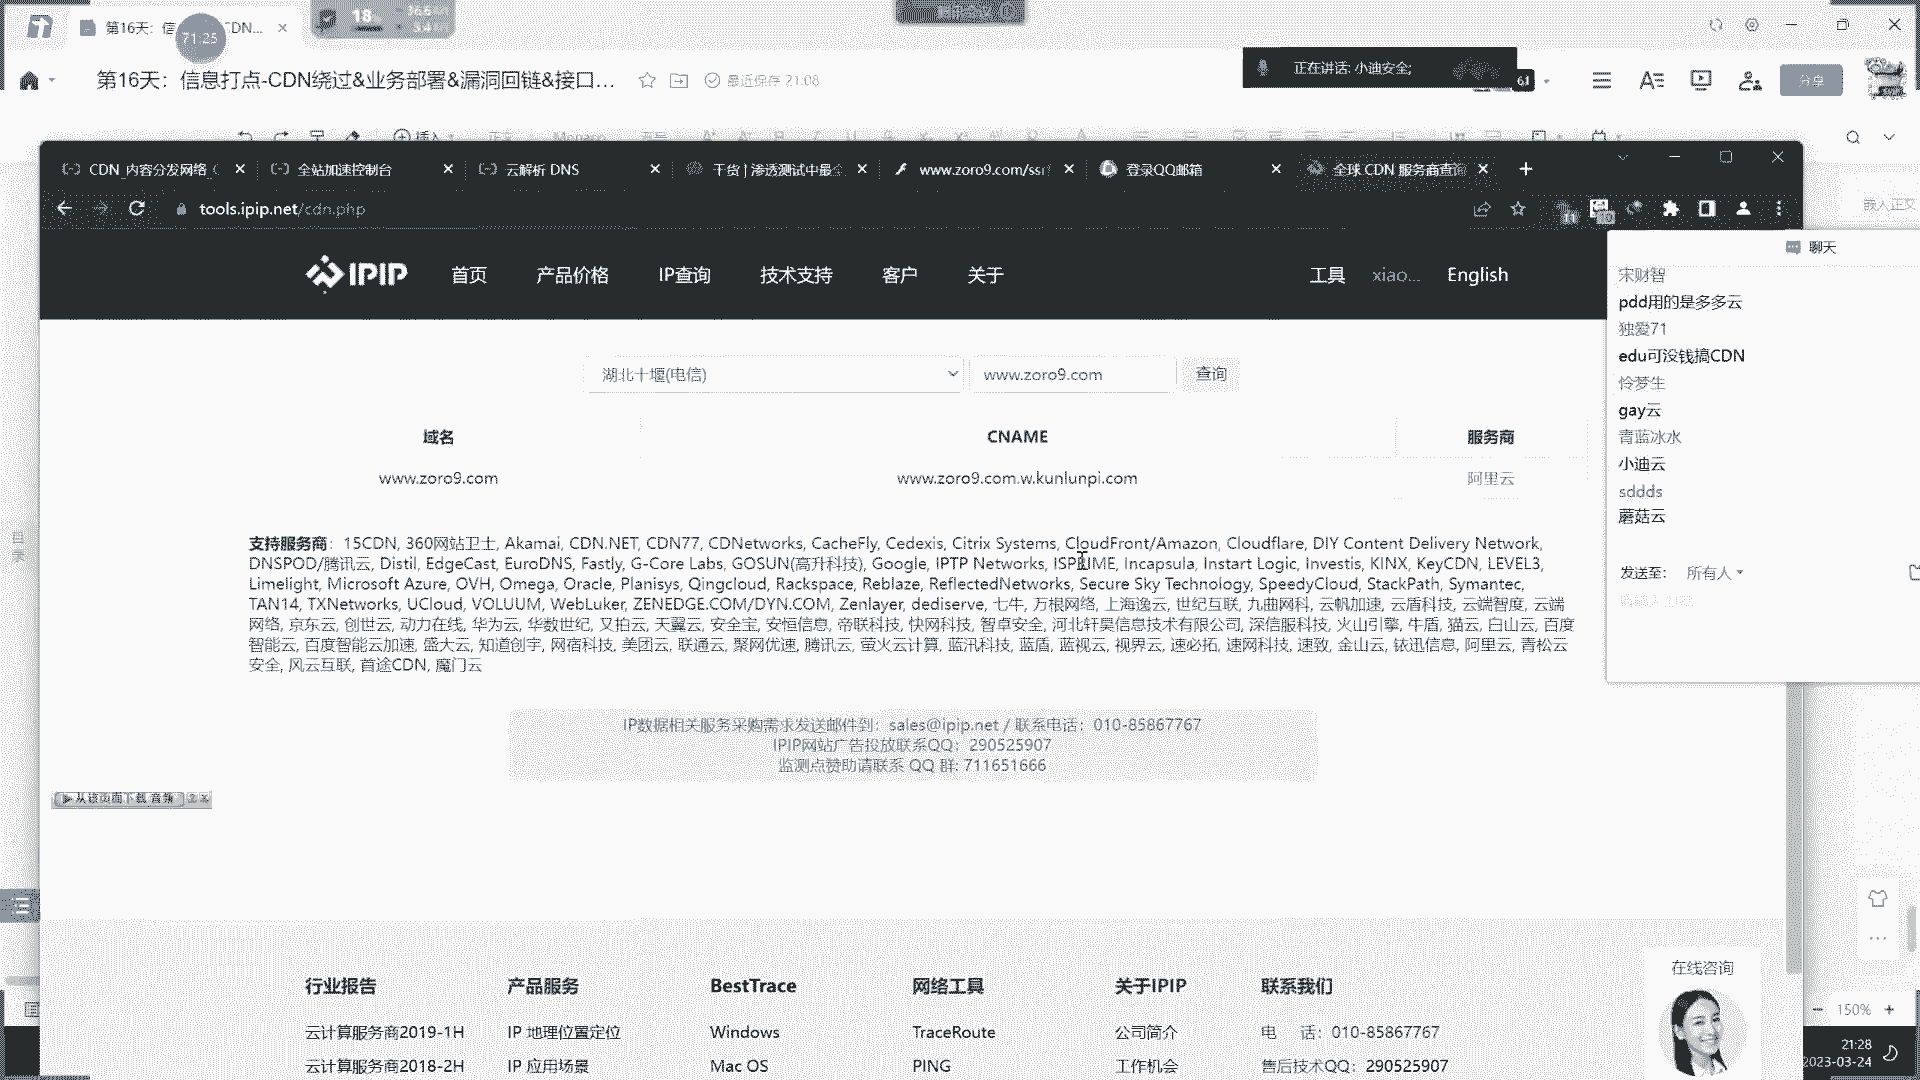 第16天：信
DN...
71:25
18
第16天：信息打点-CDN绕过&业务部署&漏洞回链&接口...
最近保存 21:08
正在讲话: 小迪安全;
61
分享
插入
CDN_内容分发网络（
全站加速控制台
云解析 DNS
干货 | 渗透测试中最全
www.zoro9.com/ssr
登录QQ邮箱
全球 CDN 服务商查询
tools.ipip.net/cdn.php
嵌入正文
IPIP
首页
产品价格
IP查询
技术支持
客户
关于
工具
xiao...
English
聊天
宋财智
pdd用的是多多云
独爱71
edu可没钱搞CDN
怜梦生
gay云
青蓝冰水
小迪云
sddds
蘑菇云
发送至: 所有人
湖北十堰(电信)
www.zoro9.com
查询
域名
CNAME
服务商
www.zoro9.com
www.zoro9.com.w.kunlunpi.com
阿里云
支持服务商：15CDN, 360网站卫士, Akamai, CDN.NET, CDN77, CDNetworks, CacheFly, Cedexis, Citrix Systems, CloudFront/Amazon, Cloudflare, DIY Content Delivery Network,
DNSPOD/腾讯云, Distil, EdgeCast, EuroDNS, Fastly, G-Core Labs, GOSUN(高升科技), Google, IPTP Networks, ISPRIME, Incapsula, Instart Logic, Investis, KINX, KeyCDN, LEVEL3,
Limelight, Microsoft Azure, OVH, Omega, Oracle, Planisys, Qingcloud, Rackspace, Reblaze, ReflectedNetworks, Secure Sky Technology, SpeedyCloud, StackPath, Symantec,
TAN14, TXNetworks, UCloud, VOLUUM, WebLuker, ZENEDGE.COM/DYN.COM, Zenlayer, dediserve, 七牛, 万根网络, 上海逸云, 世纪互联, 九曲网科, 云帆加速, 云盾科技, 云端智度, 云端
网络, 京东云, 创世云, 动力在线, 华为云, 华数世纪, 又拍云, 天翼云, 安全宝, 安恒信息, 帝联科技, 快网科技, 智卓安全, 河北轩昊信息技术有限公司, 深信服科技, 火山引擎, 牛盾, 猫云, 白山云, 百度
智能云, 百度智能云加速, 盛大云, 知道创宇, 网宿科技, 美团云, 联通云, 聚网优速, 腾讯云, 萤火云计算, 蓝汛科技, 蓝盾, 蓝视云, 视界云, 速必拓, 速网科技, 速致, 金山云, 铱迅信息, 阿里云, 青松云
安全, 风云互联, 首途CDN, 魔门云
IP数据相关服务采购需求发送邮件到：sales@ipip.net / 联系电话：010-85867767
IPIP网站广告投放联系QQ：290525907
监测点赞助请联系 QQ 群: 711651666
从该页面下载 音频
目录
行业报告
产品服务
BestTrace
网络工具
关于IPIP
联系我们
云计算服务商2019-1H
IP 地理位置定位
Windows
TraceRoute
公司简介
电 话：010-85867440
云计算服务商2018-2H
IP 应用场景
Mac OS
PING
工作机会
售后技术QQ：290525907
在线咨询
150%
21:28
2023-03-24